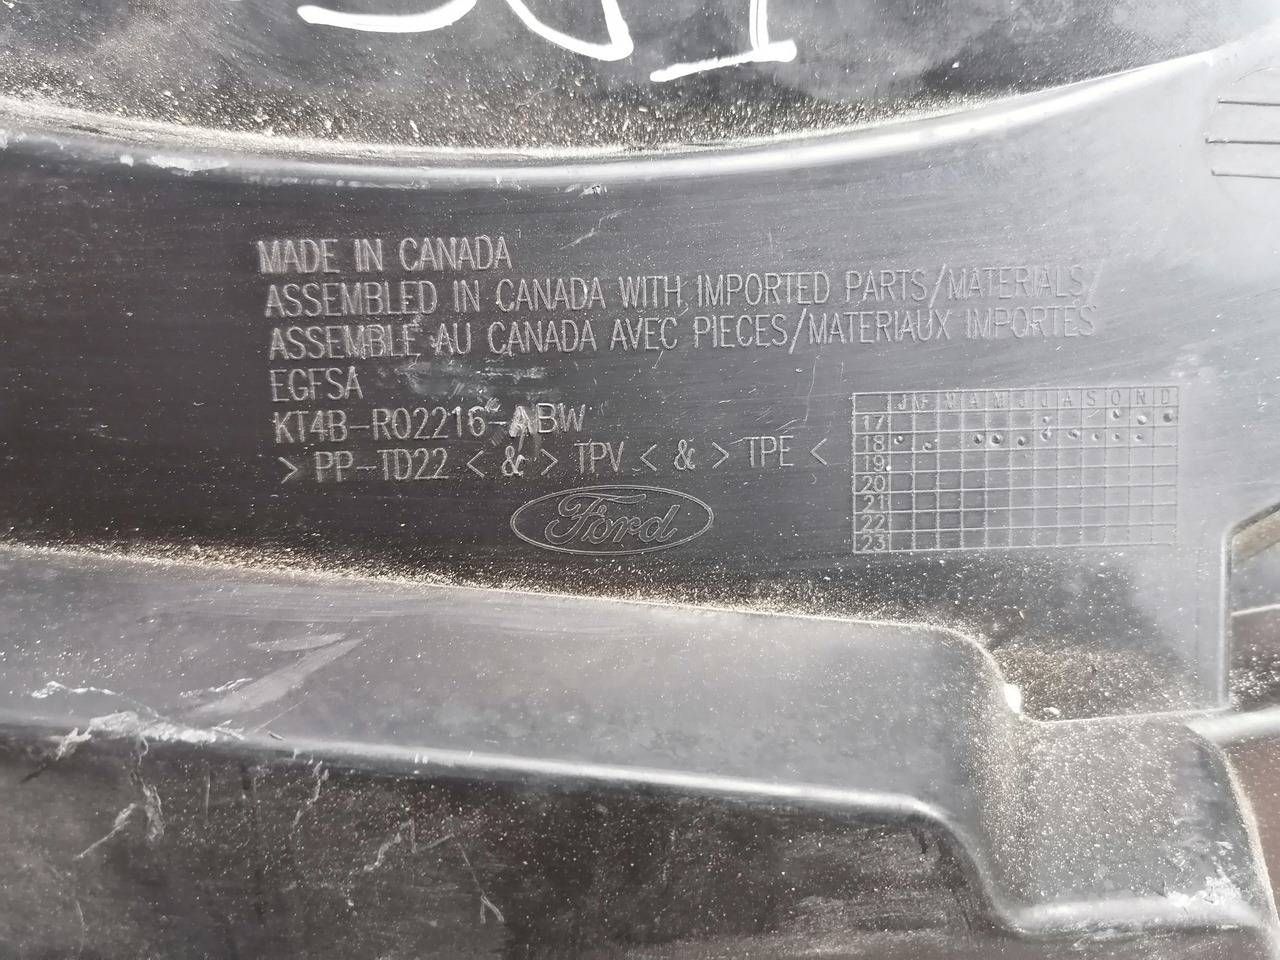 MADE IN CANADA
ASSEMBLED IN CANADA WITH IMPORTED PARTS/MATERIALS/
ASSEMBLE AU CANADA AVEC PIECES/MATERIAUX IMPORTES
EGFSA
KT4B-R02216-ABW
> PP-TD22 < & > TPV < & > TPE <
Ford
J F M A M J J A S O N D
17
18
19
20
21
22
23